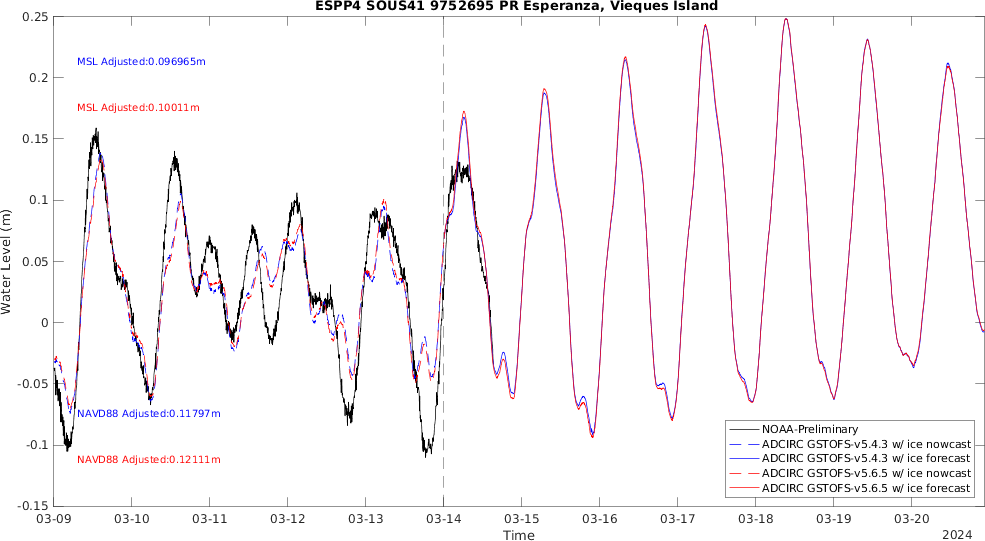 ESPP4 SOUS41 9752695 PR Esperanza, Vieques Island
0.25
0.2
0.15
0.1
0.05
0
-0.05
-0.1
-0.15
Water Level (m)
MSL Adjusted:0.096965m
MSL Adjusted:0.10011m
NAVD88 Adjusted:0.11797m
NAVD88 Adjusted:0.12111m
NOAA-Preliminary
ADCIRC GSTOFS-v5.4.3 w/ ice nowcast
ADCIRC GSTOFS-v5.4.3 w/ ice forecast
ADCIRC GSTOFS-v5.6.5 w/ ice nowcast
ADCIRC GSTOFS-v5.6.5 w/ ice forecast
03-09 03-10 03-11 03-12 03-13 03-14 03-15 03-16 03-17 03-18 03-19 03-20
Time
2024